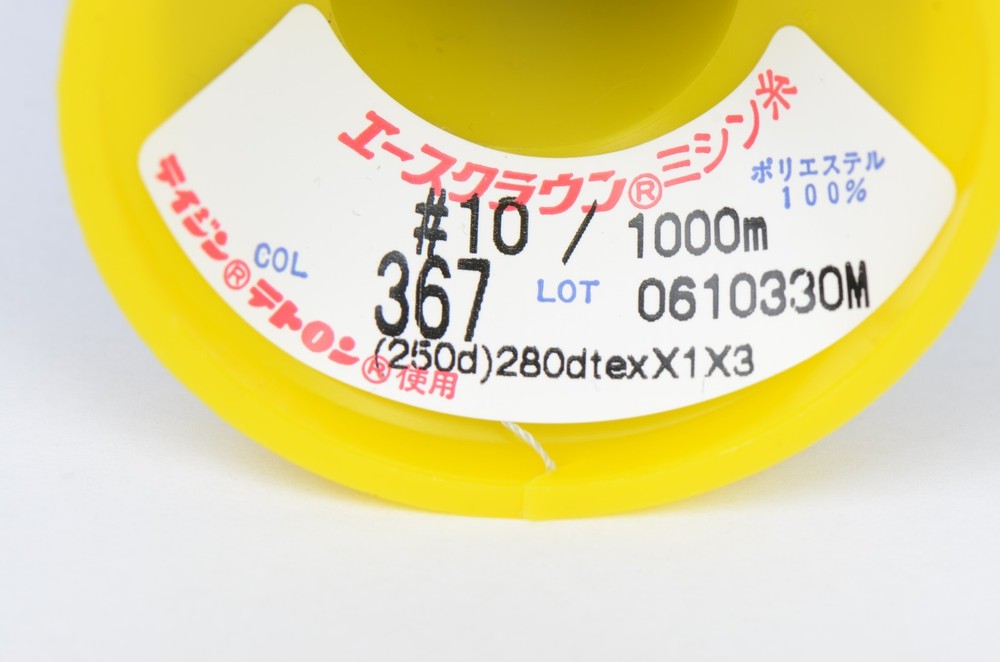 エースクラウン®ミシン糸
ポリエステル
100%
#10 / 1000m
COL 367 LOT 0610330M
(250d)280dtexX1X3
テイジン®テトロン®使用